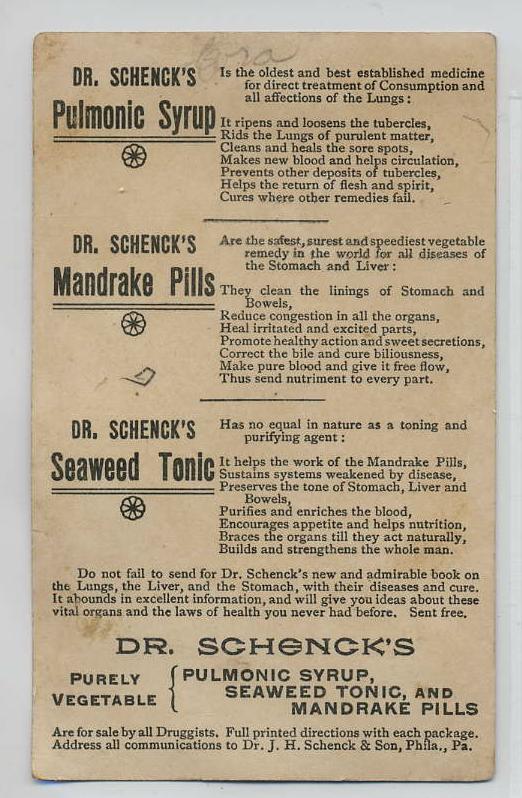 DR. SCHENCK'S
Pulmonic Syrup
Is the oldest and best established medicine
for direct treatment of Consumption and
all affections of the Lungs:
It ripens and loosens the tubercles,
Rids the Lungs of purulent matter,
Cleans and heals the sore spots,
Makes new blood and helps circulation,
Prevents other deposits of tubercles,
Helps the return of flesh and spirit,
Cures where other remedies fail.
DR. SCHENCK'S
Mandrake Pills
Are the safest, surest and speediest vegetable
remedy in the world for all diseases of
the Stomach and Liver:
They clean the linings of Stomach and
Bowels,
Reduce congestion in all the organs,
Heal irritated and excited parts,
Promote healthy action and sweet secretions,
Correct the bile and cure biliousness,
Make pure blood and give it free flow,
Thus send nutriment to every part.
DR. SCHENCK'S
Seaweed Tonic
Has no equal in nature as a toning and
purifying agent:
It helps the work of the Mandrake Pills,
Sustains systems weakened by disease,
Preserves the tone of Stomach, Liver and
Bowels,
Purifies and enriches the blood,
Encourages appetite and helps nutrition,
Braces the organs till they act naturally,
Builds and strengthens the whole man.
Do not fail to send for Dr. Schenck's new and admirable book on
the Lungs, the Liver, and the Stomach, with their diseases and cure.
It abounds in excellent information, and will give you ideas about these
vital organs and the laws of health you never had before. Sent free.
DR. SCHENCK'S
PURELY
VEGETABLE
PULMONIC SYRUP,
SEAWEED TONIC, AND
MANDRAKE PILLS
Are for sale by all Druggists. Full printed directions with each package.
Address all communications to Dr. J. H. Schenck & Son, Phila., Pa.